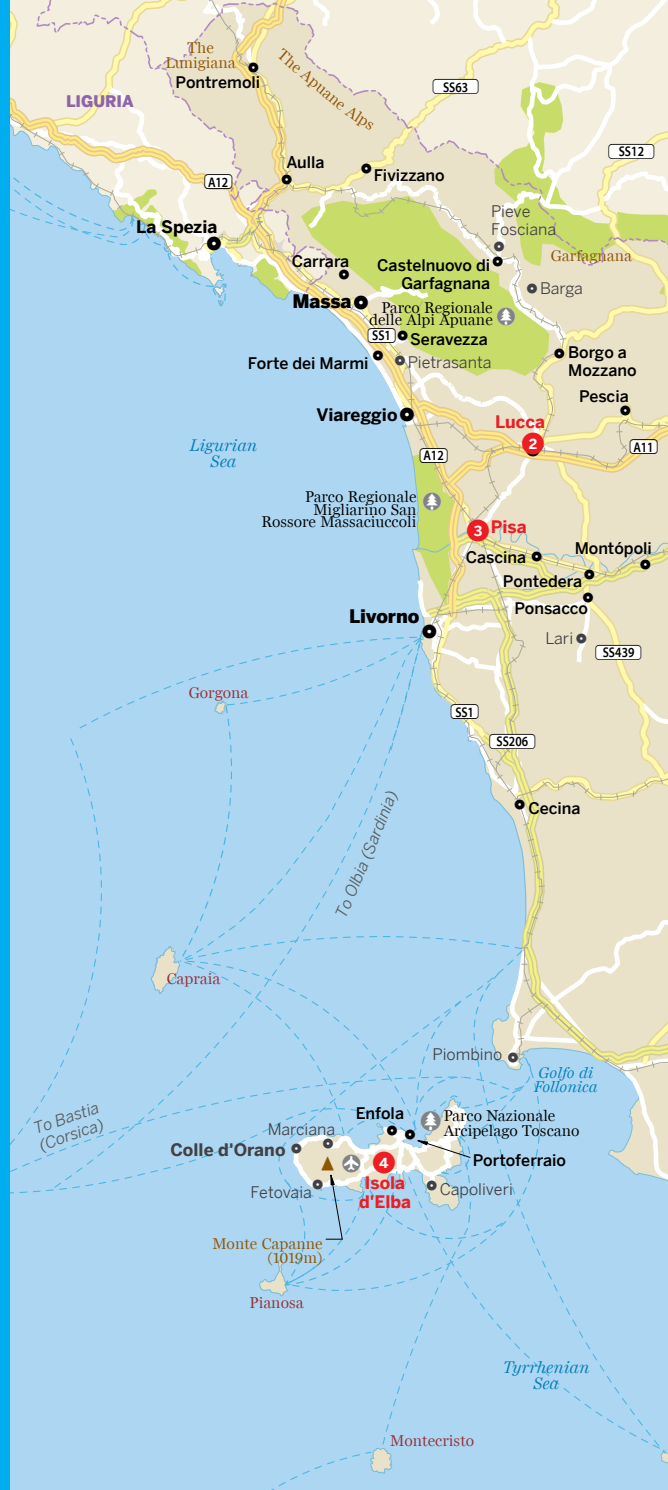 The
Lunigiana
Pontremoli
The Apuane Alps
LIGURIA
SS63
SS12
A12
Aulla
Fivizzano
La Spezia
Pieve
Fosciana
Carrara
Castelnuovo di
Garfagnana
Garfagnana
Barga
Massa
Parco Regionale
delle Alpi Apuane
SS1
Seravezza
Forte dei Marmi
Pietrasanta
Borgo a
Mozzano
Pescia
Viareggio
Lucca
2
Ligurian
Sea
A12
A11
Parco Regionale
Migliarino San
Rossore Massaciuccoli
3
Pisa
Cascina
Montópoli
Pontedera
Ponsacco
Livorno
Lari
SS439
Gorgona
SS1
SS206
Cecina
To Olbia (Sardinia)
Capraia
Piombino
Golfo di
Follonica
To Bastia
(Corsica)
Enfola
Parco Nazionale
Arcipelago Toscano
Marciana
Colle d'Orano
4
Portoferraio
Isola
d'Elba
Fetovaia
Capoliveri
Monte Capanne
(1019m)
Pianosa
Tyrrhenian
Sea
Montecristo